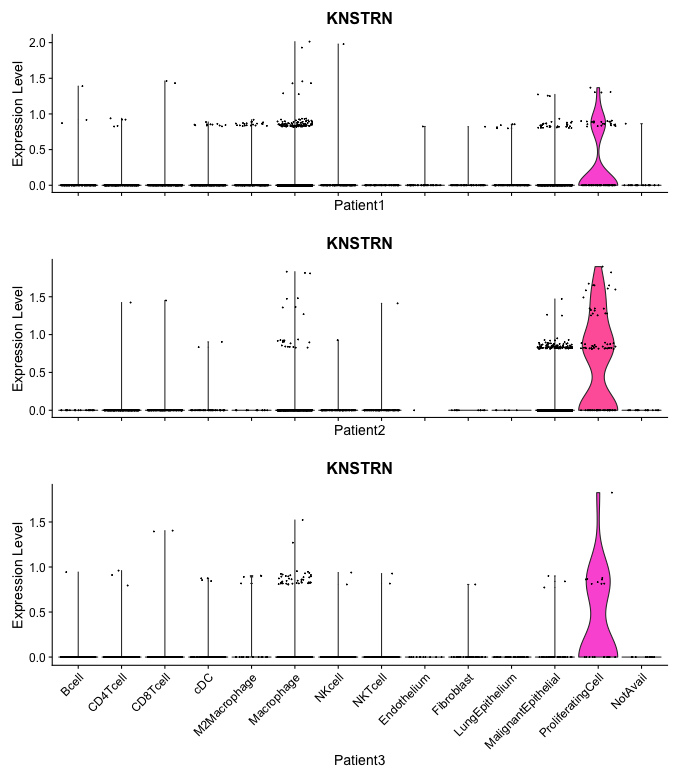 KNSTRN
Expression Level
2.0
1.5
1.0
0.5
0.0
Patient1
KNSTRN
Expression Level
1.5
1.0
0.5
0.0
Patient2
KNSTRN
Expression Level
1.5
1.0
0.5
0.0
Bcell
CD4Tcell
CD8Tcell
cDC
M2Macrophage
Macrophage
NKcell
NKTcell
Endothelium
Fibroblast
LungEpithelium
MalignantEpithelial
ProliferatingCell
NotAvail
Patient3